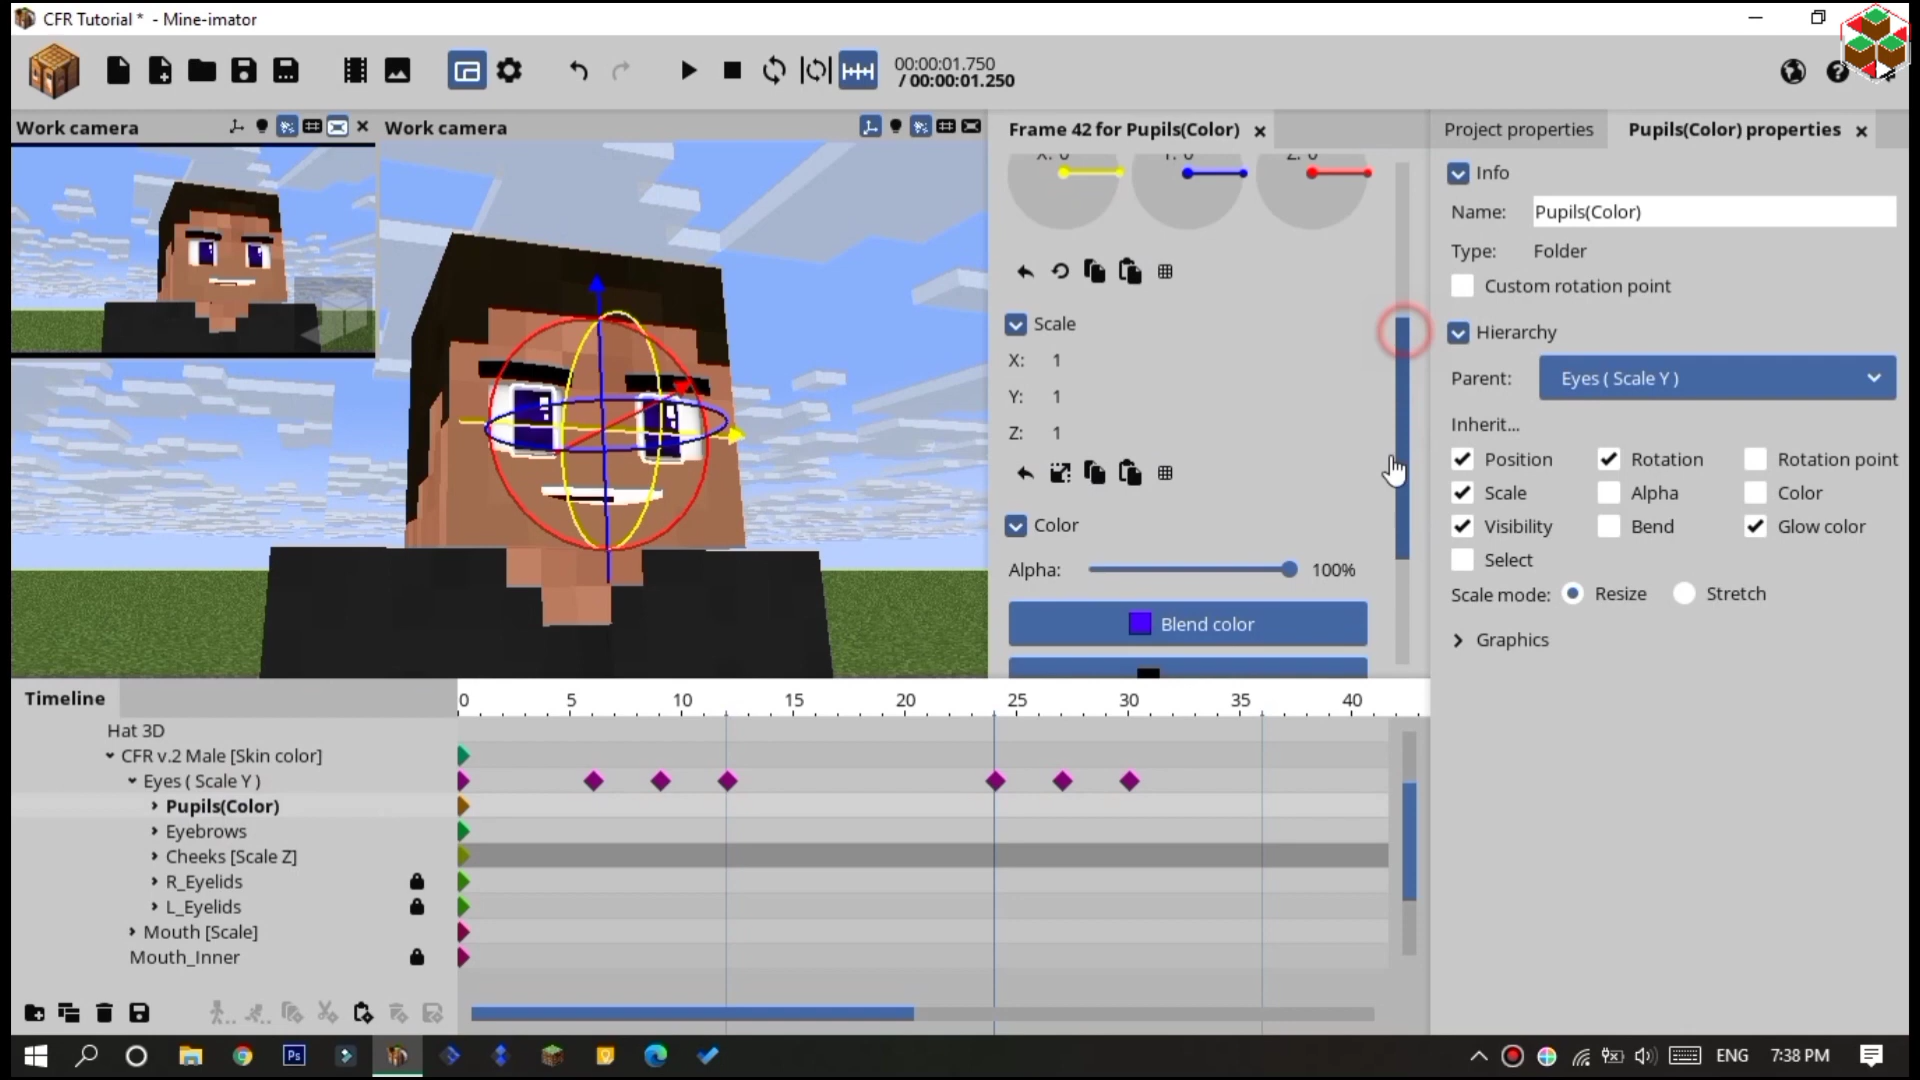 CFR Tutorial * - Mine-imator
00:00:01.750
/ 00:00:01.250
Work camera
Work camera
Frame 42 for Pupils(Color)
Project properties
Pupils(Color) properties
X: 0
Y: 0
Z: 0
Info
Name: Pupils(Color)
Type: Folder
Custom rotation point
Scale
X: 1
Y: 1
Z: 1
Color
Alpha: 100%
Blend color
Hierarchy
Parent: Eyes ( Scale Y )
Inherit...
Position Rotation Rotation point
Scale Alpha Color
Visibility Bend Glow color
Select
Scale mode: Resize Stretch
Graphics
Timeline
0 5 10 15 20 25 30 35 40
Hat 3D
CFR v.2 Male [Skin color]
Eyes ( Scale Y )
Pupils(Color)
Eyebrows
Cheeks [Scale Z]
R_Eyelids
L_Eyelids
Mouth [Scale]
Mouth_Inner
Ps
ENG 7:38 PM